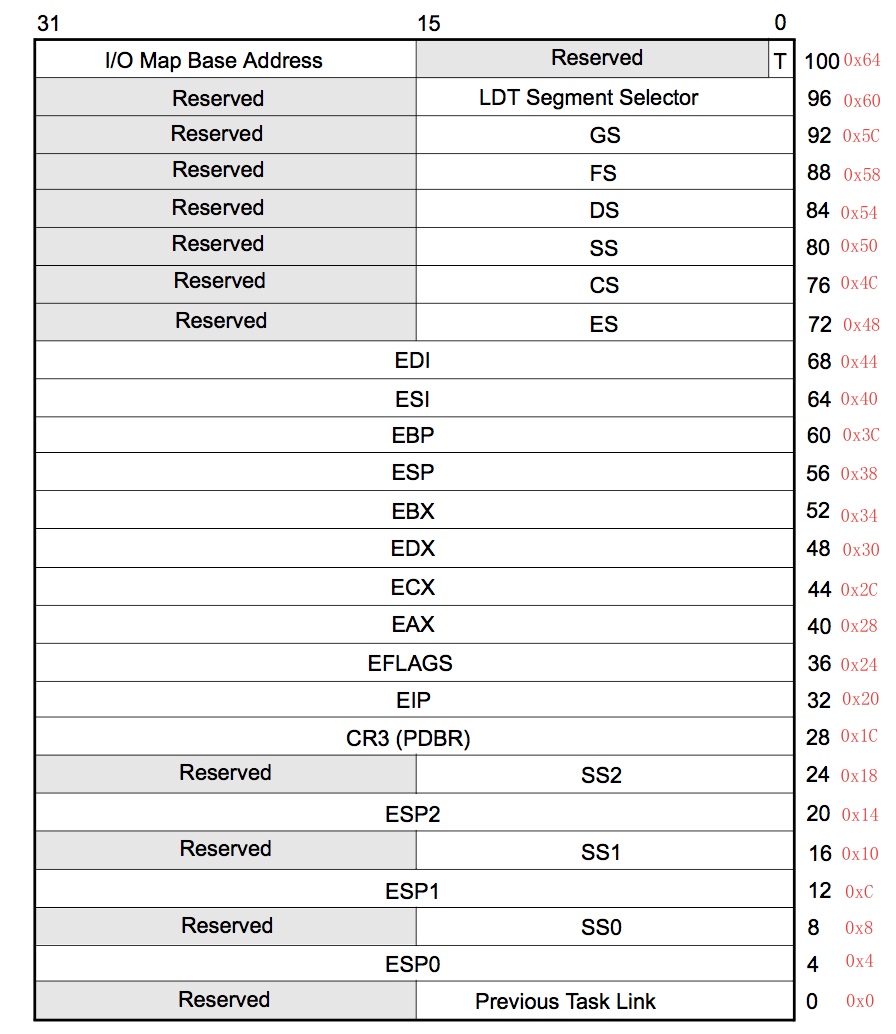 31 15 0
I/O Map Base Address Reserved T 100 0x64
Reserved LDT Segment Selector 96 0x60
Reserved GS 92 0x5C
Reserved FS 88 0x58
Reserved DS 84 0x54
Reserved SS 80 0x50
Reserved CS 76 0x4C
Reserved ES 72 0x48
EDI 68 0x44
ESI 64 0x40
EBP 60 0x3C
ESP 56 0x38
EBX 52 0x34
EDX 48 0x30
ECX 44 0x2C
EAX 40 0x28
EFLAGS 36 0x24
EIP 32 0x20
CR3 (PDBR) 28 0x1C
Reserved SS2 24 0x18
ESP2 20 0x14
Reserved SS1 16 0x10
ESP1 12 0xC
Reserved SS0 8 0x8
ESP0 4 0x4
Reserved Previous Task Link 0 0x0